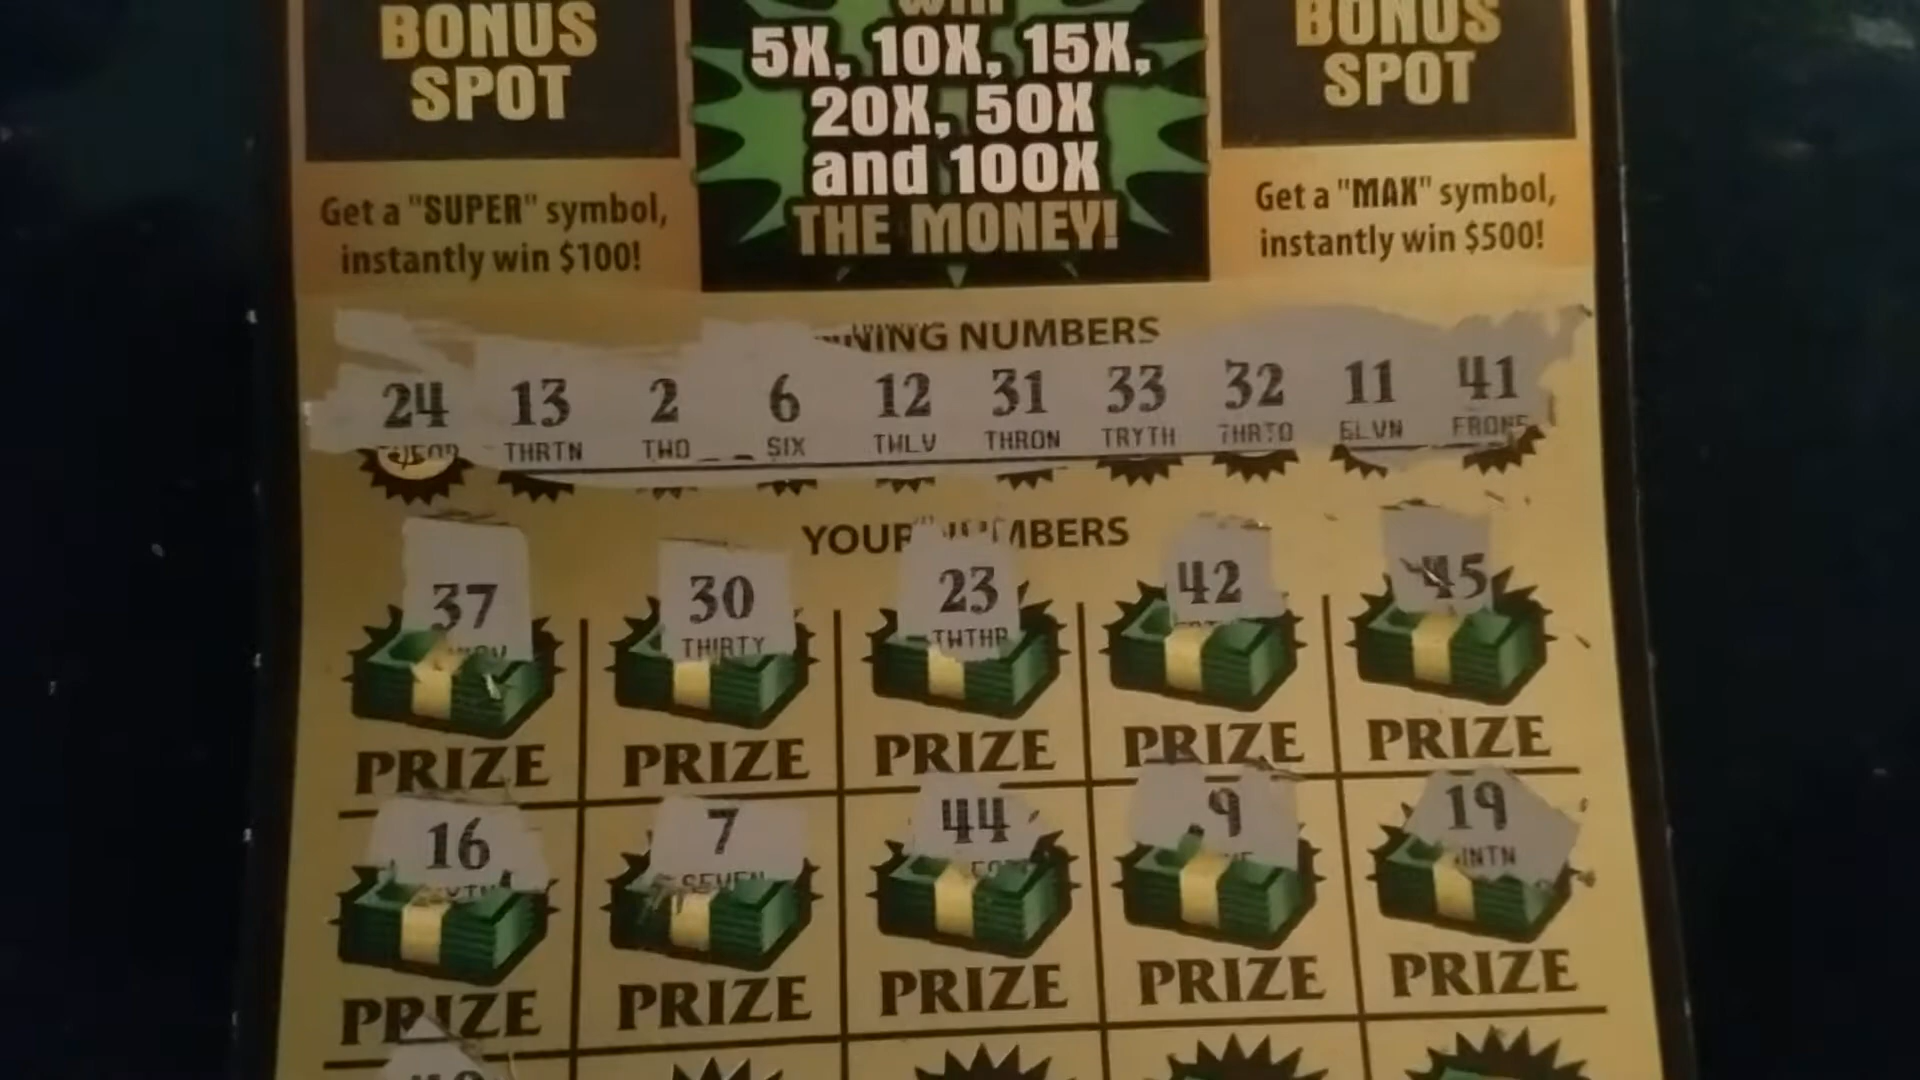 BONUS
SPOT
Get a "SUPER" symbol,
instantly win $100!
win
5X, 10X, 15X,
20X, 50X
and 100X
THE MONEY!
BONUS
SPOT
Get a "MAX" symbol,
instantly win $500!
NUMBERS
24 13 2 6 12 31 33 32 11 41
THRTN TWO SIX TWLV THRON TRYTH THRTO ELVN FRONE
YOUR
37 30 23 42 45
THIRTY TWTHR
PRIZE PRIZE PRIZE PRIZE PRIZE
16 7 44 9 19
SEVEN
PRIZE PRIZE PRIZE PRIZE PRIZE